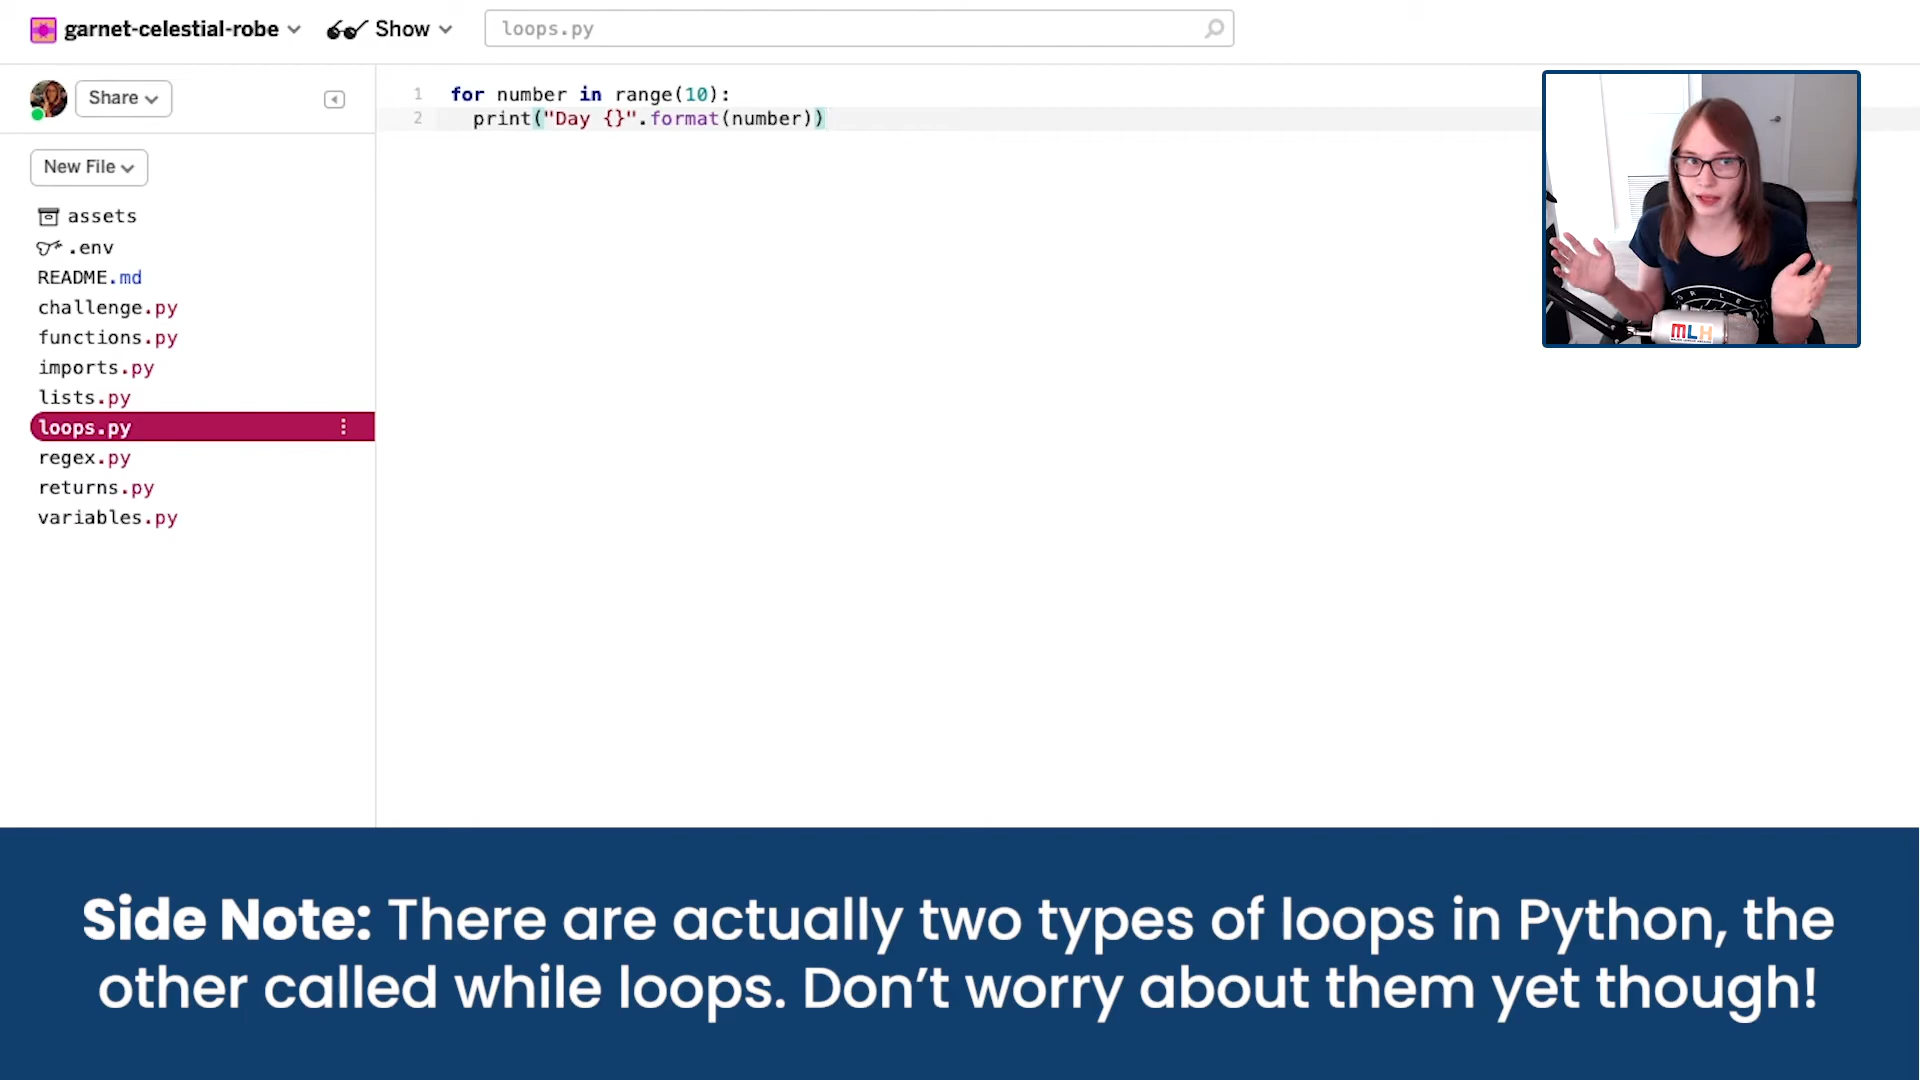 garnet-celestial-robe
Show
loops.py
Share
1 for number in range(10):
2 print("Day {}".format(number))
New File
assets
.env
README.md
challenge.py
functions.py
imports.py
lists.py
loops.py
regex.py
returns.py
variables.py
MLH
Side Note: There are actually two types of loops in Python, the
other called while loops. Don't worry about them yet though!